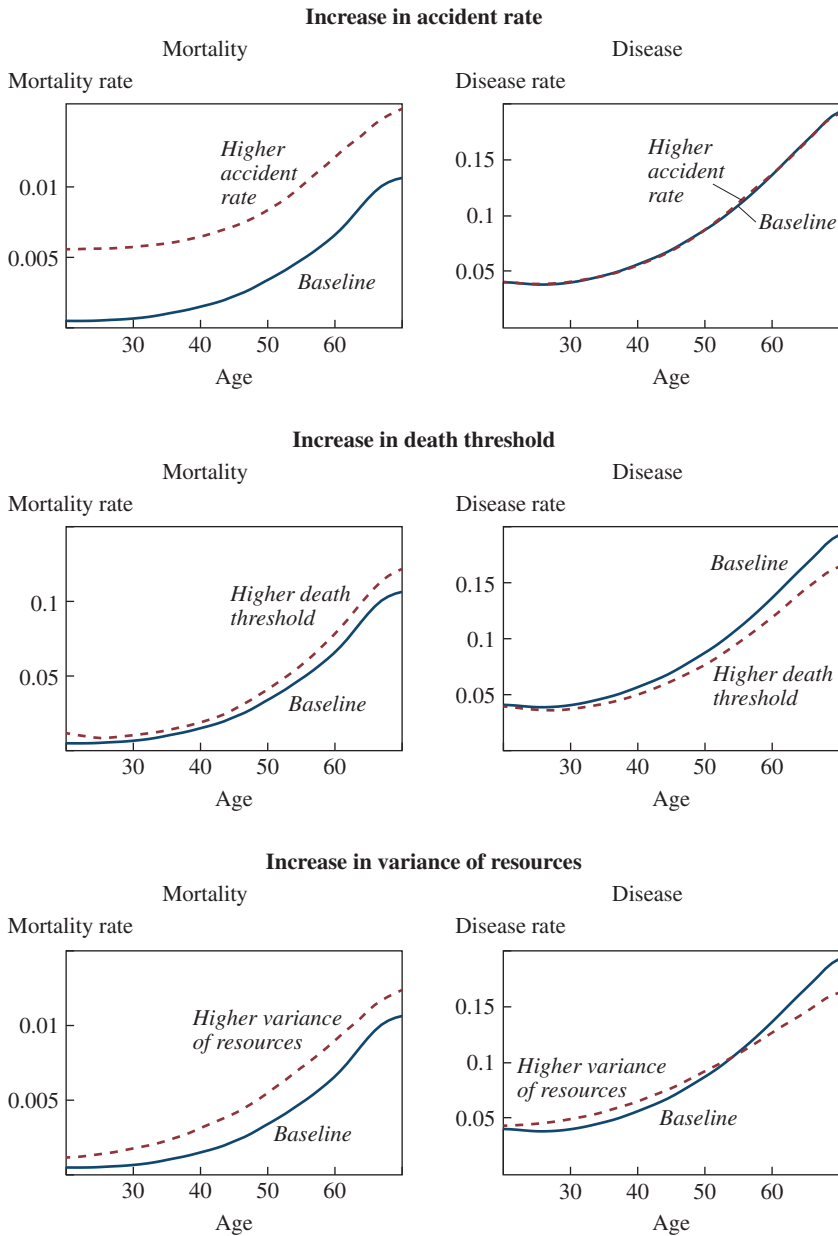 Increase in accident rate
Mortality
Disease
Mortality rate
Disease rate
Higher
accident
rate
Baseline
0.01
0.005
30 40 50 60
Age
Higher
accident
rate
Baseline
0.15
0.1
0.05
30 40 50 60
Age
Increase in death threshold
Mortality
Disease
Mortality rate
Disease rate
Higher death
threshold
Baseline
0.1
0.05
30 40 50 60
Age
Baseline
Higher death
threshold
0.15
0.1
0.05
30 40 50 60
Age
Increase in variance of resources
Mortality
Disease
Mortality rate
Disease rate
Higher variance
of resources
Baseline
0.01
0.005
30 40 50 60
Age
Higher variance
of resources
Baseline
0.15
0.1
0.05
30 40 50 60
Age